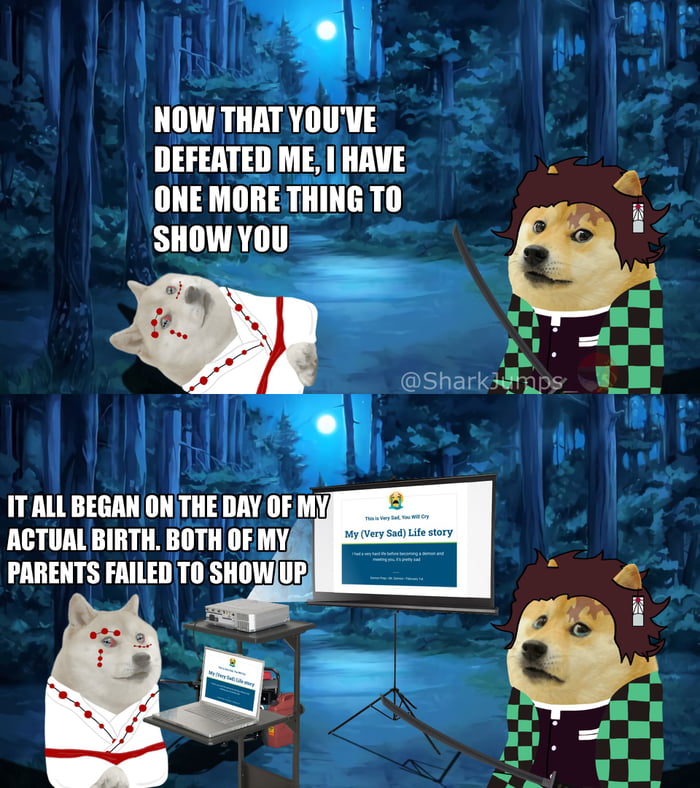 NOW THAT YOU'VE
DEFEATED ME, I HAVE
ONE MORE THING TO
SHOW YOU
@SharkJumps
IT ALL BEGAN ON THE DAY OF MY
ACTUAL BIRTH. BOTH OF MY
PARENTS FAILED TO SHOW UP
This is Very Sad, You Will Cry
My (Very Sad) Life story
I had a very hard life before becoming a demon and
meeting you. It's pretty sad
My (Very Sad) Life story